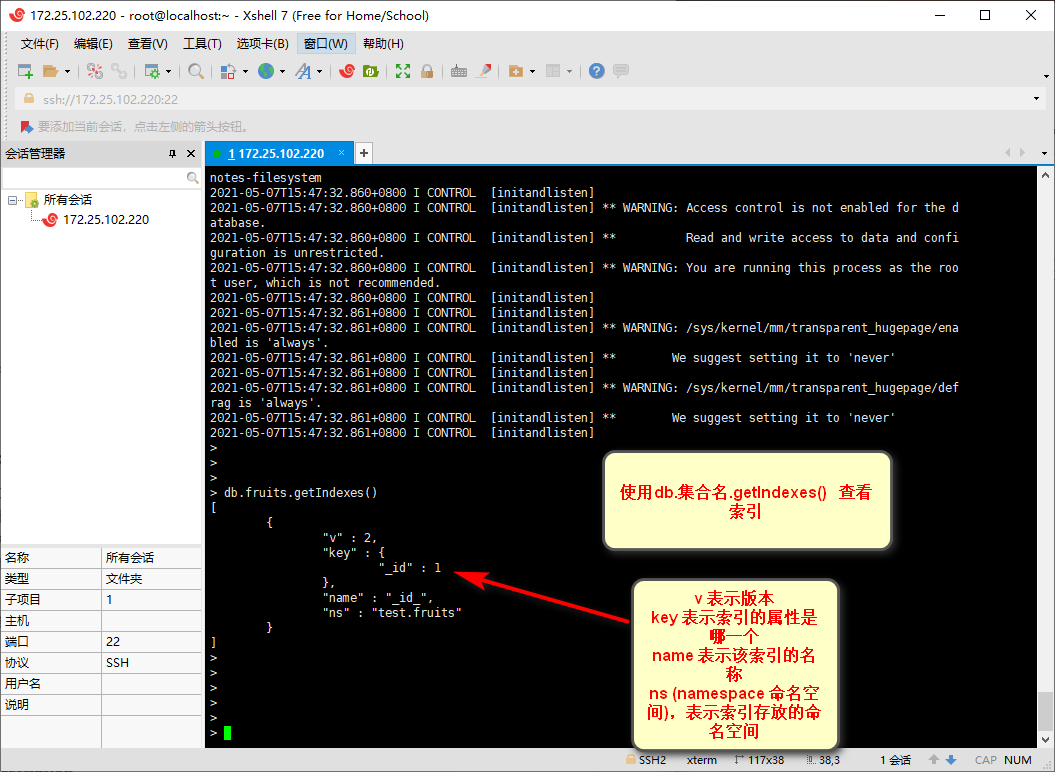 172.25.102.220 - root@localhost:~ - Xshell 7 (Free for Home/School)
文件(F) 编辑(E) 查看(V) 工具(T) 选项卡(B) 窗口(W) 帮助(H)
ssh://172.25.102.220:22
要添加当前会话，点击左侧的箭头按钮。
会话管理器
所有会话
172.25.102.220
名称 所有会话
类型 文件夹
子项目 1
主机
端口 22
协议 SSH
用户名
说明
1 172.25.102.220
notes-filesystem
2021-05-07T15:47:32.860+0800 I CONTROL [initandlisten]
2021-05-07T15:47:32.860+0800 I CONTROL [initandlisten] ** WARNING: Access control is not enabled for the d
atabase.
2021-05-07T15:47:32.860+0800 I CONTROL [initandlisten] ** Read and write access to data and confi
guration is unrestricted.
2021-05-07T15:47:32.860+0800 I CONTROL [initandlisten] ** WARNING: You are running this process as the roo
t user, which is not recommended.
2021-05-07T15:47:32.860+0800 I CONTROL [initandlisten]
2021-05-07T15:47:32.861+0800 I CONTROL [initandlisten]
2021-05-07T15:47:32.861+0800 I CONTROL [initandlisten] ** WARNING: /sys/kernel/mm/transparent_hugepage/ena
bled is 'always'.
2021-05-07T15:47:32.861+0800 I CONTROL [initandlisten] ** We suggest setting it to 'never'
2021-05-07T15:47:32.861+0800 I CONTROL [initandlisten]
2021-05-07T15:47:32.861+0800 I CONTROL [initandlisten] ** WARNING: /sys/kernel/mm/transparent_hugepage/def
rag is 'always'.
2021-05-07T15:47:32.861+0800 I CONTROL [initandlisten] ** We suggest setting it to 'never'
2021-05-07T15:47:32.861+0800 I CONTROL [initandlisten]
>
>
>
> db.fruits.getIndexes()
[
{
"v" : 2,
"key" : {
"_id" : 1
},
"name" : "_id_",
"ns" : "test.fruits"
}
]
>
>
>
>
>
>
使用db.集合名.getIndexes() 查看
索引
v 表示版本
key 表示索引的属性是
哪一个
name 表示该索引的名
称
ns (namespace 命名空
间)，表示索引存放的命
名空间
SSH2 xterm 117x38 38,3 1 会话 CAP NUM